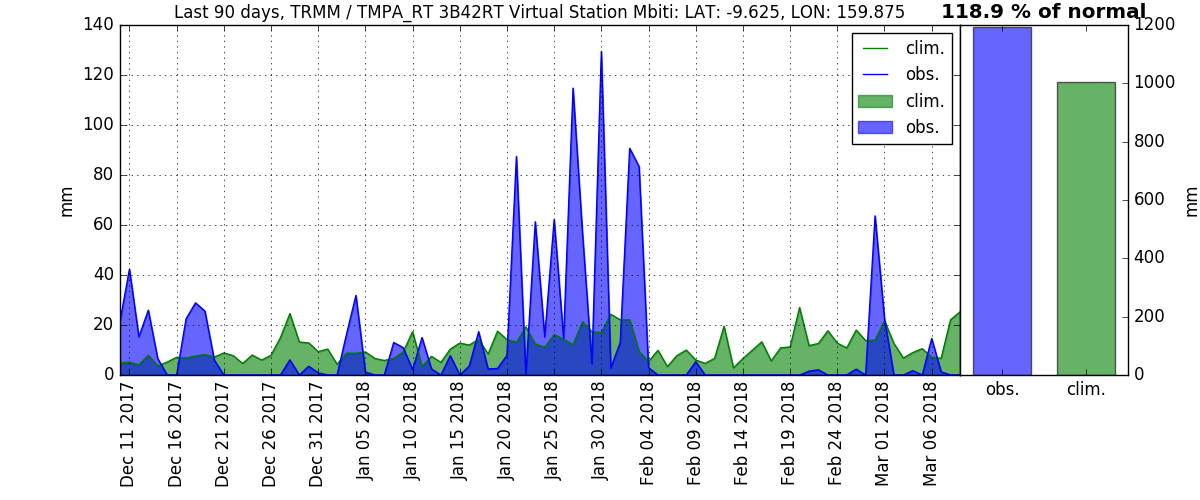 Last 90 days, TRMM / TMPA_RT 3B42RT Virtual Station Mbiti: LAT: -9.625, LON: 159.875
118.9 % of normal
140
120
100
80
60
40
20
0
mm
clim.
obs.
clim.
obs.
1200
1000
800
600
400
200
0
mm
Dec 11 2017
Dec 16 2017
Dec 21 2017
Dec 26 2017
Dec 31 2017
Jan 05 2018
Jan 10 2018
Jan 15 2018
Jan 20 2018
Jan 25 2018
Jan 30 2018
Feb 04 2018
Feb 09 2018
Feb 14 2018
Feb 19 2018
Feb 24 2018
Mar 01 2018
Mar 06 2018
obs.
clim.